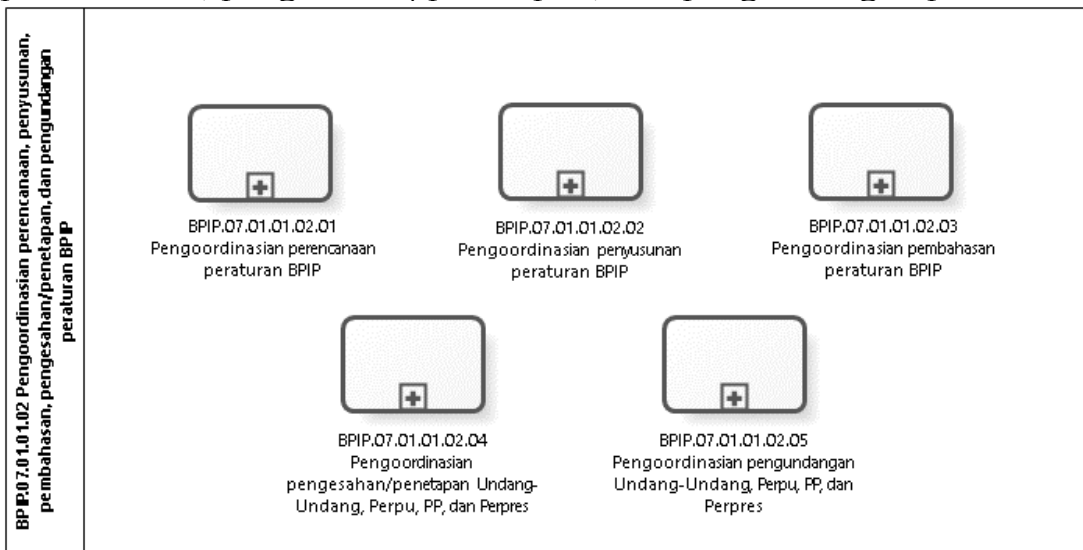 BPIP.07.01.01.02 Pengoordinasian perencanaan, penyusunan,
pembahasan, pengesahan/penetapan, dan pengundangan
peraturan BPIP
BPIP.07.01.01.02.01
Pengoordinasian perencanaan
peraturan BPIP
BPIP.07.01.01.02.02
Pengoordinasian penyusunan
peraturan BPIP
BPIP.07.01.01.02.03
Pengoordinasian pembahasan
peraturan BPIP
BPIP.07.01.01.02.04
Pengoordinasian
pengesahan/penetapan Undang-
Undang, Perpu, PP, dan Perpres
BPIP.07.01.01.02.05
Pengoordinasian pengundangan
Undang-Undang, Perpu, PP, dan
Perpres